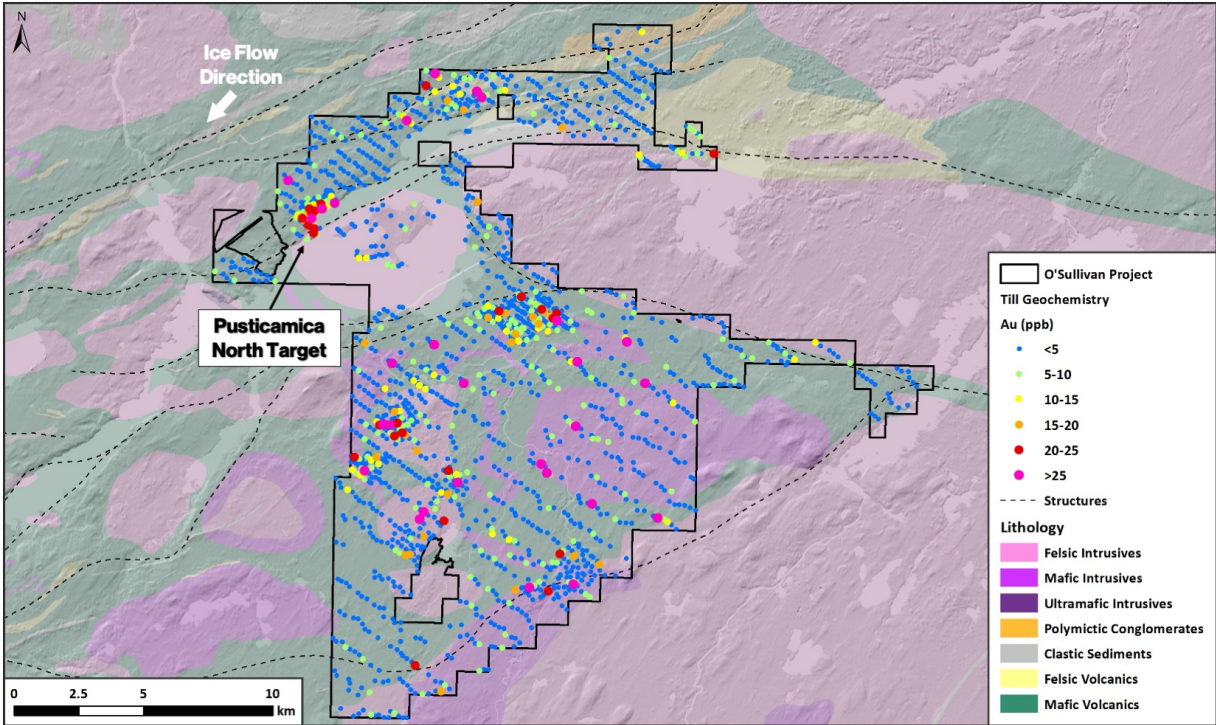 N
Ice Flow
Direction
Pusticamica
North Target
O'Sullivan Project
Till Geochemistry
Au (ppb)
<5
5-10
10-15
15-20
20-25
>25
Structures
Lithology
Felsic Intrusives
Mafic Intrusives
Ultramafic Intrusives
Polymictic Conglomerates
Clastic Sediments
Felsic Volcanics
Mafic Volcanics
0 2.5 5 10
km